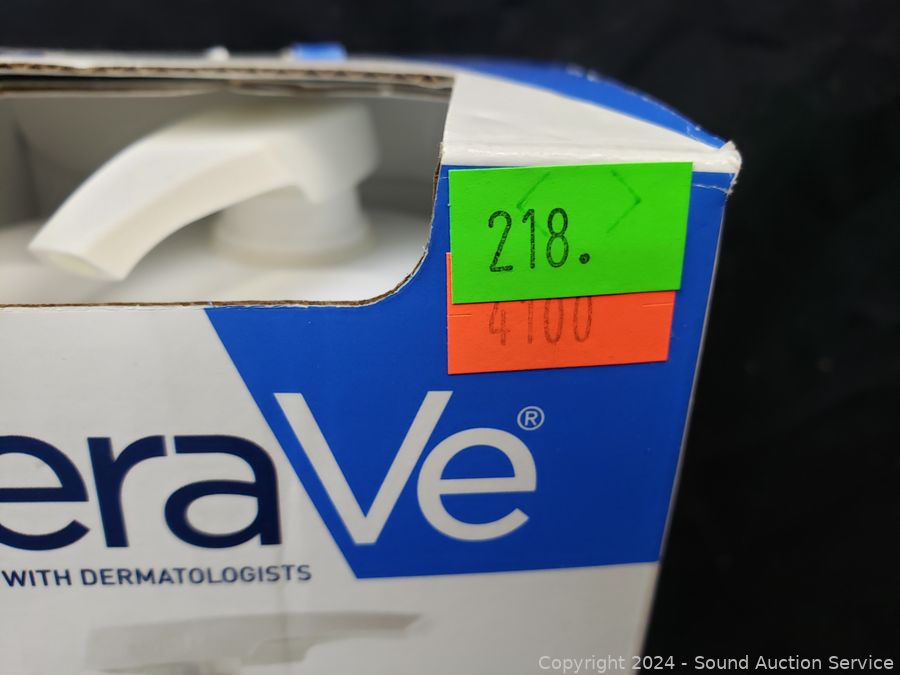 218.
4100
eraVe®
WITH DERMATOLOGISTS
Copyright © 2024 - Sound Auction Service